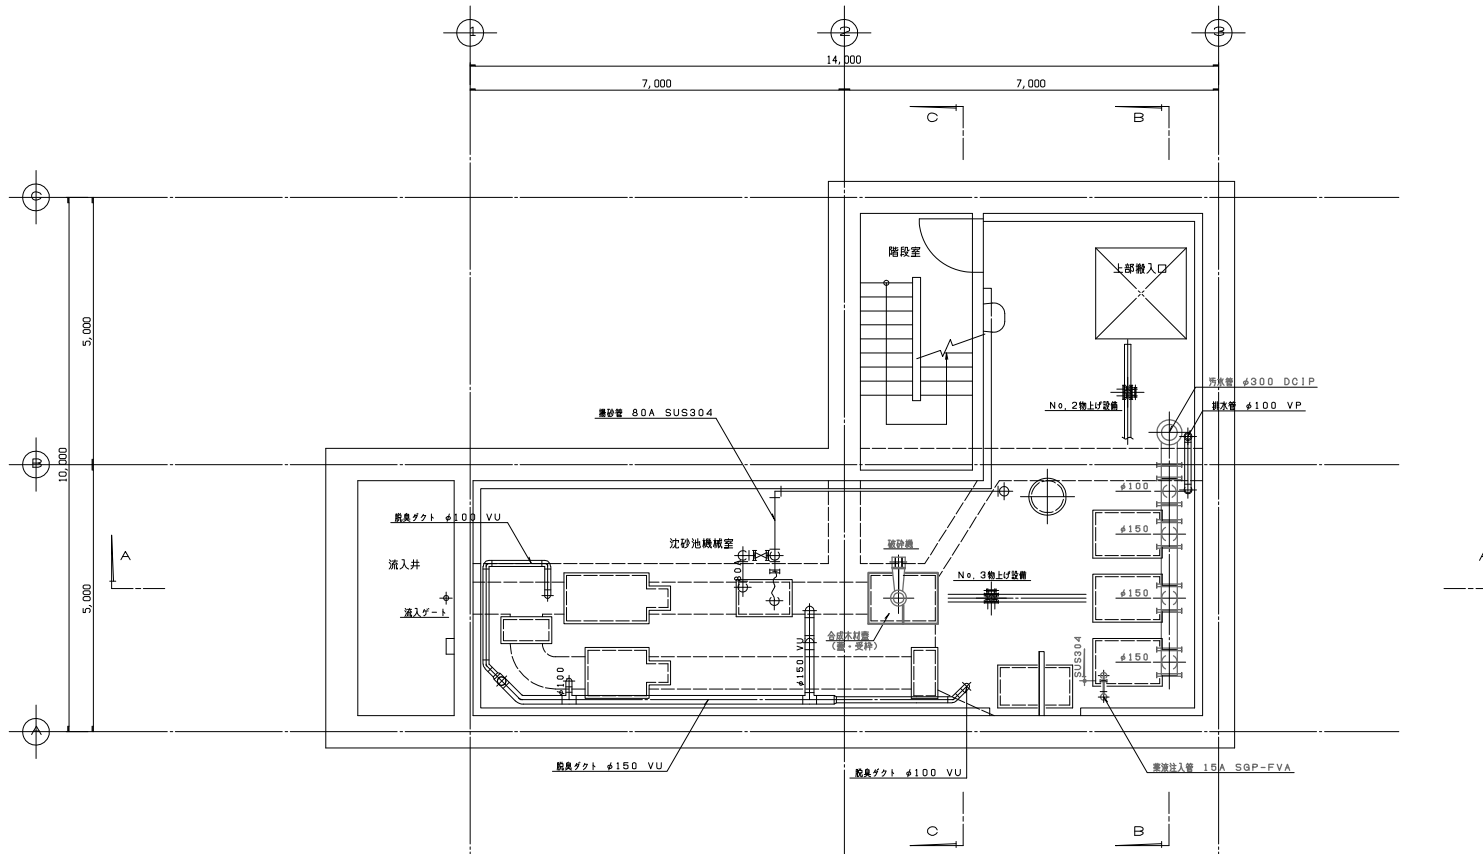 1
2
3
14,000
7,000
7,000
C
B
C
階段室
上部搬入口
5,000
汚水管 φ300 DCIP
No.2物上げ設備
排水管 φ100 VP
揚砂管 80A SUS304
B
10,000
φ100
脱臭ダクト φ100 VU
φ150
沈砂池機械室
破砕機
A
流入井
80A
No.3物上げ設備
A
φ150
5,000
流入ゲート
合成木材蓋
(蓋・受枠)
φ150 VU
SUS304
φ150
φ100
A
脱臭ダクト φ150 VU
脱臭ダクト φ100 VU
薬液注入管 15A SGP-FVA
C
B